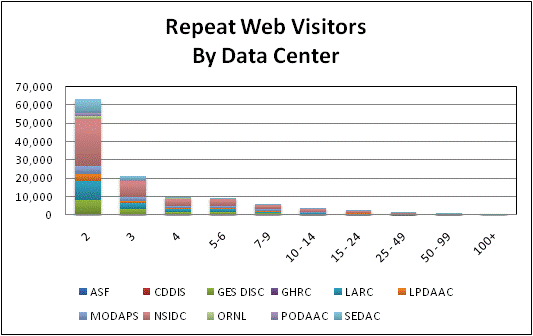 Repeat Web Visitors
By Data Center
70,000
60,000
50,000
40,000
30,000
20,000
10,000
0
2
3
4
5-6
7-9
10 - 14
15 - 24
25 - 49
50 - 99
100+
ASF CDDIS GES DISC GHRC LARC LPDAAC
MODAPS NSIDC ORNL PODAAC SEDAC